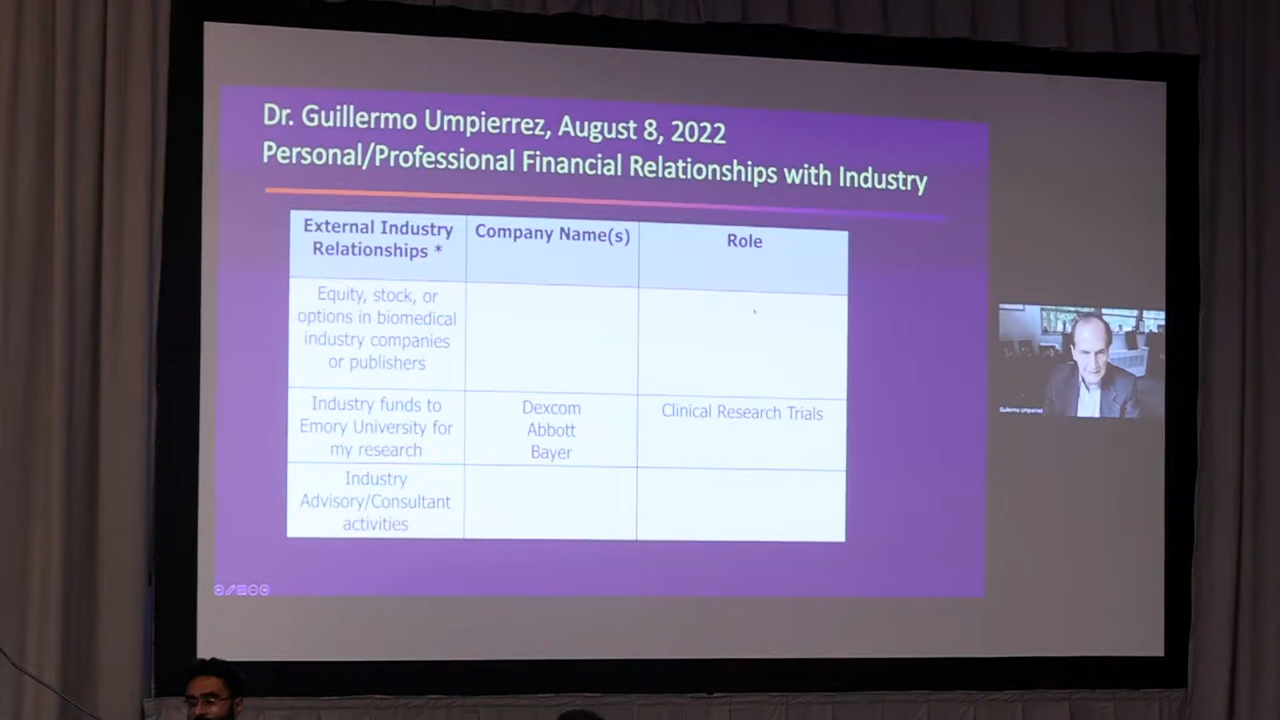 Dr. Guillermo Umpierrez, August 8, 2022
Personal/Professional Financial Relationships with Industry
External Industry
Relationships *
Company Name(s)
Role
Equity, stock, or
options in biomedical
industry companies
or publishers
Industry funds to
Emory University for
my research
Dexcom
Abbott
Bayer
Clinical Research Trials
Industry
Advisory/Consultant
activities
Guillermo Umpierrez